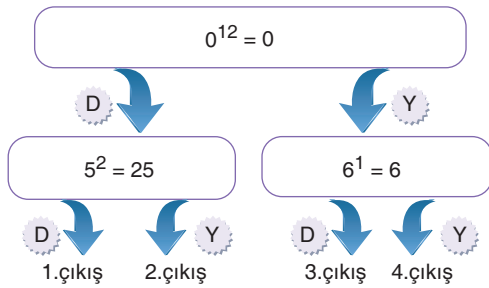 0¹² = 0
D Y
5² = 25 6¹ = 6
D Y D Y
1.çıkış 2.çıkış 3.çıkış 4.çıkış